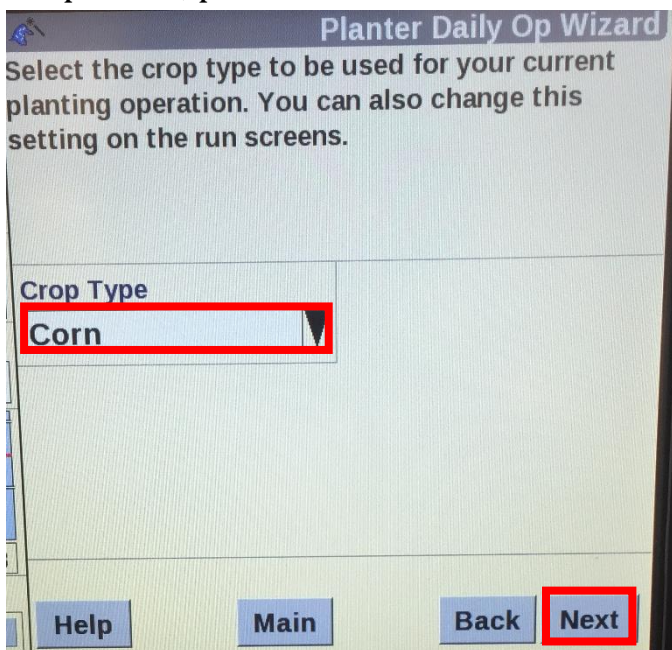 Planter Daily Op Wizard
Select the crop type to be used for your current
planting operation. You can also change this
setting on the run screens.
Crop Type
Corn
Help Main Back Next